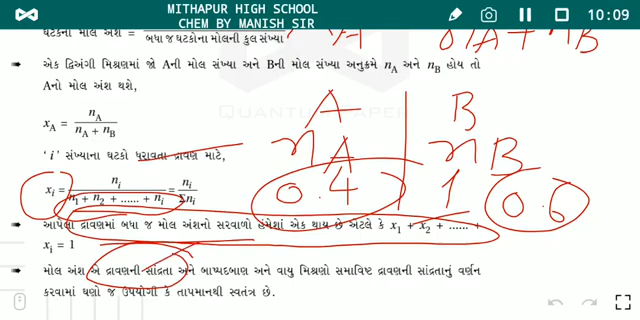 MITHAPUR HIGH SCHOOL
CHEM BY MANISH SIR
10:09
ઘટકના મોલ અંશ =
બધા જ ઘટકોના મોલની કુલ સંખ્યા
n/A + nB
➡ એક દ્વિઅંગી મિશ્રણમાં જો Aની મોલ સંખ્યા અને Bની મોલ સંખ્યા અનુક્રમે nA અને nB હોય તો
Aનો મોલ અંશ થશે,
xA = nA / nA + nB
A | B
nA | nB
'i' સંખ્યાના ઘટકો ધરાવતા દ્રાવણ માટે,
xi = ni / n1 + n2 + ...... + ni = ni / Σni
0.4 | 1 0.6
➡ આપેલા દ્રાવણમાં બધા જ મોલ અંશનો સરવાળો હંમેશાં એક થાય છે એટલે કે x1 + x2 + ...... +
xi = 1
➡ મોલ અંશ એ દ્રાવણની સાંદ્રતા અને બાષ્પદબાણ અને વાયુ મિશ્રણો સમાવિષ્ટ દ્રાવણની સાંદ્રતાનું વર્ણન
કરવામાં ઘણો જ ઉપયોગી કે તાપમાનથી સ્વતંત્ર છે.